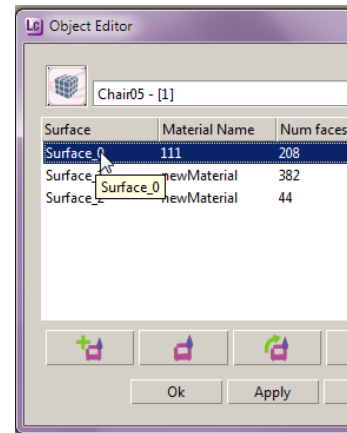 Lc Object Editor
Chair05 - [1]
Surface Material Name Num faces
Surface_0 111 208
Surface newMaterial 382
Surface_0
Surface_2 newMaterial 44
Ok Apply